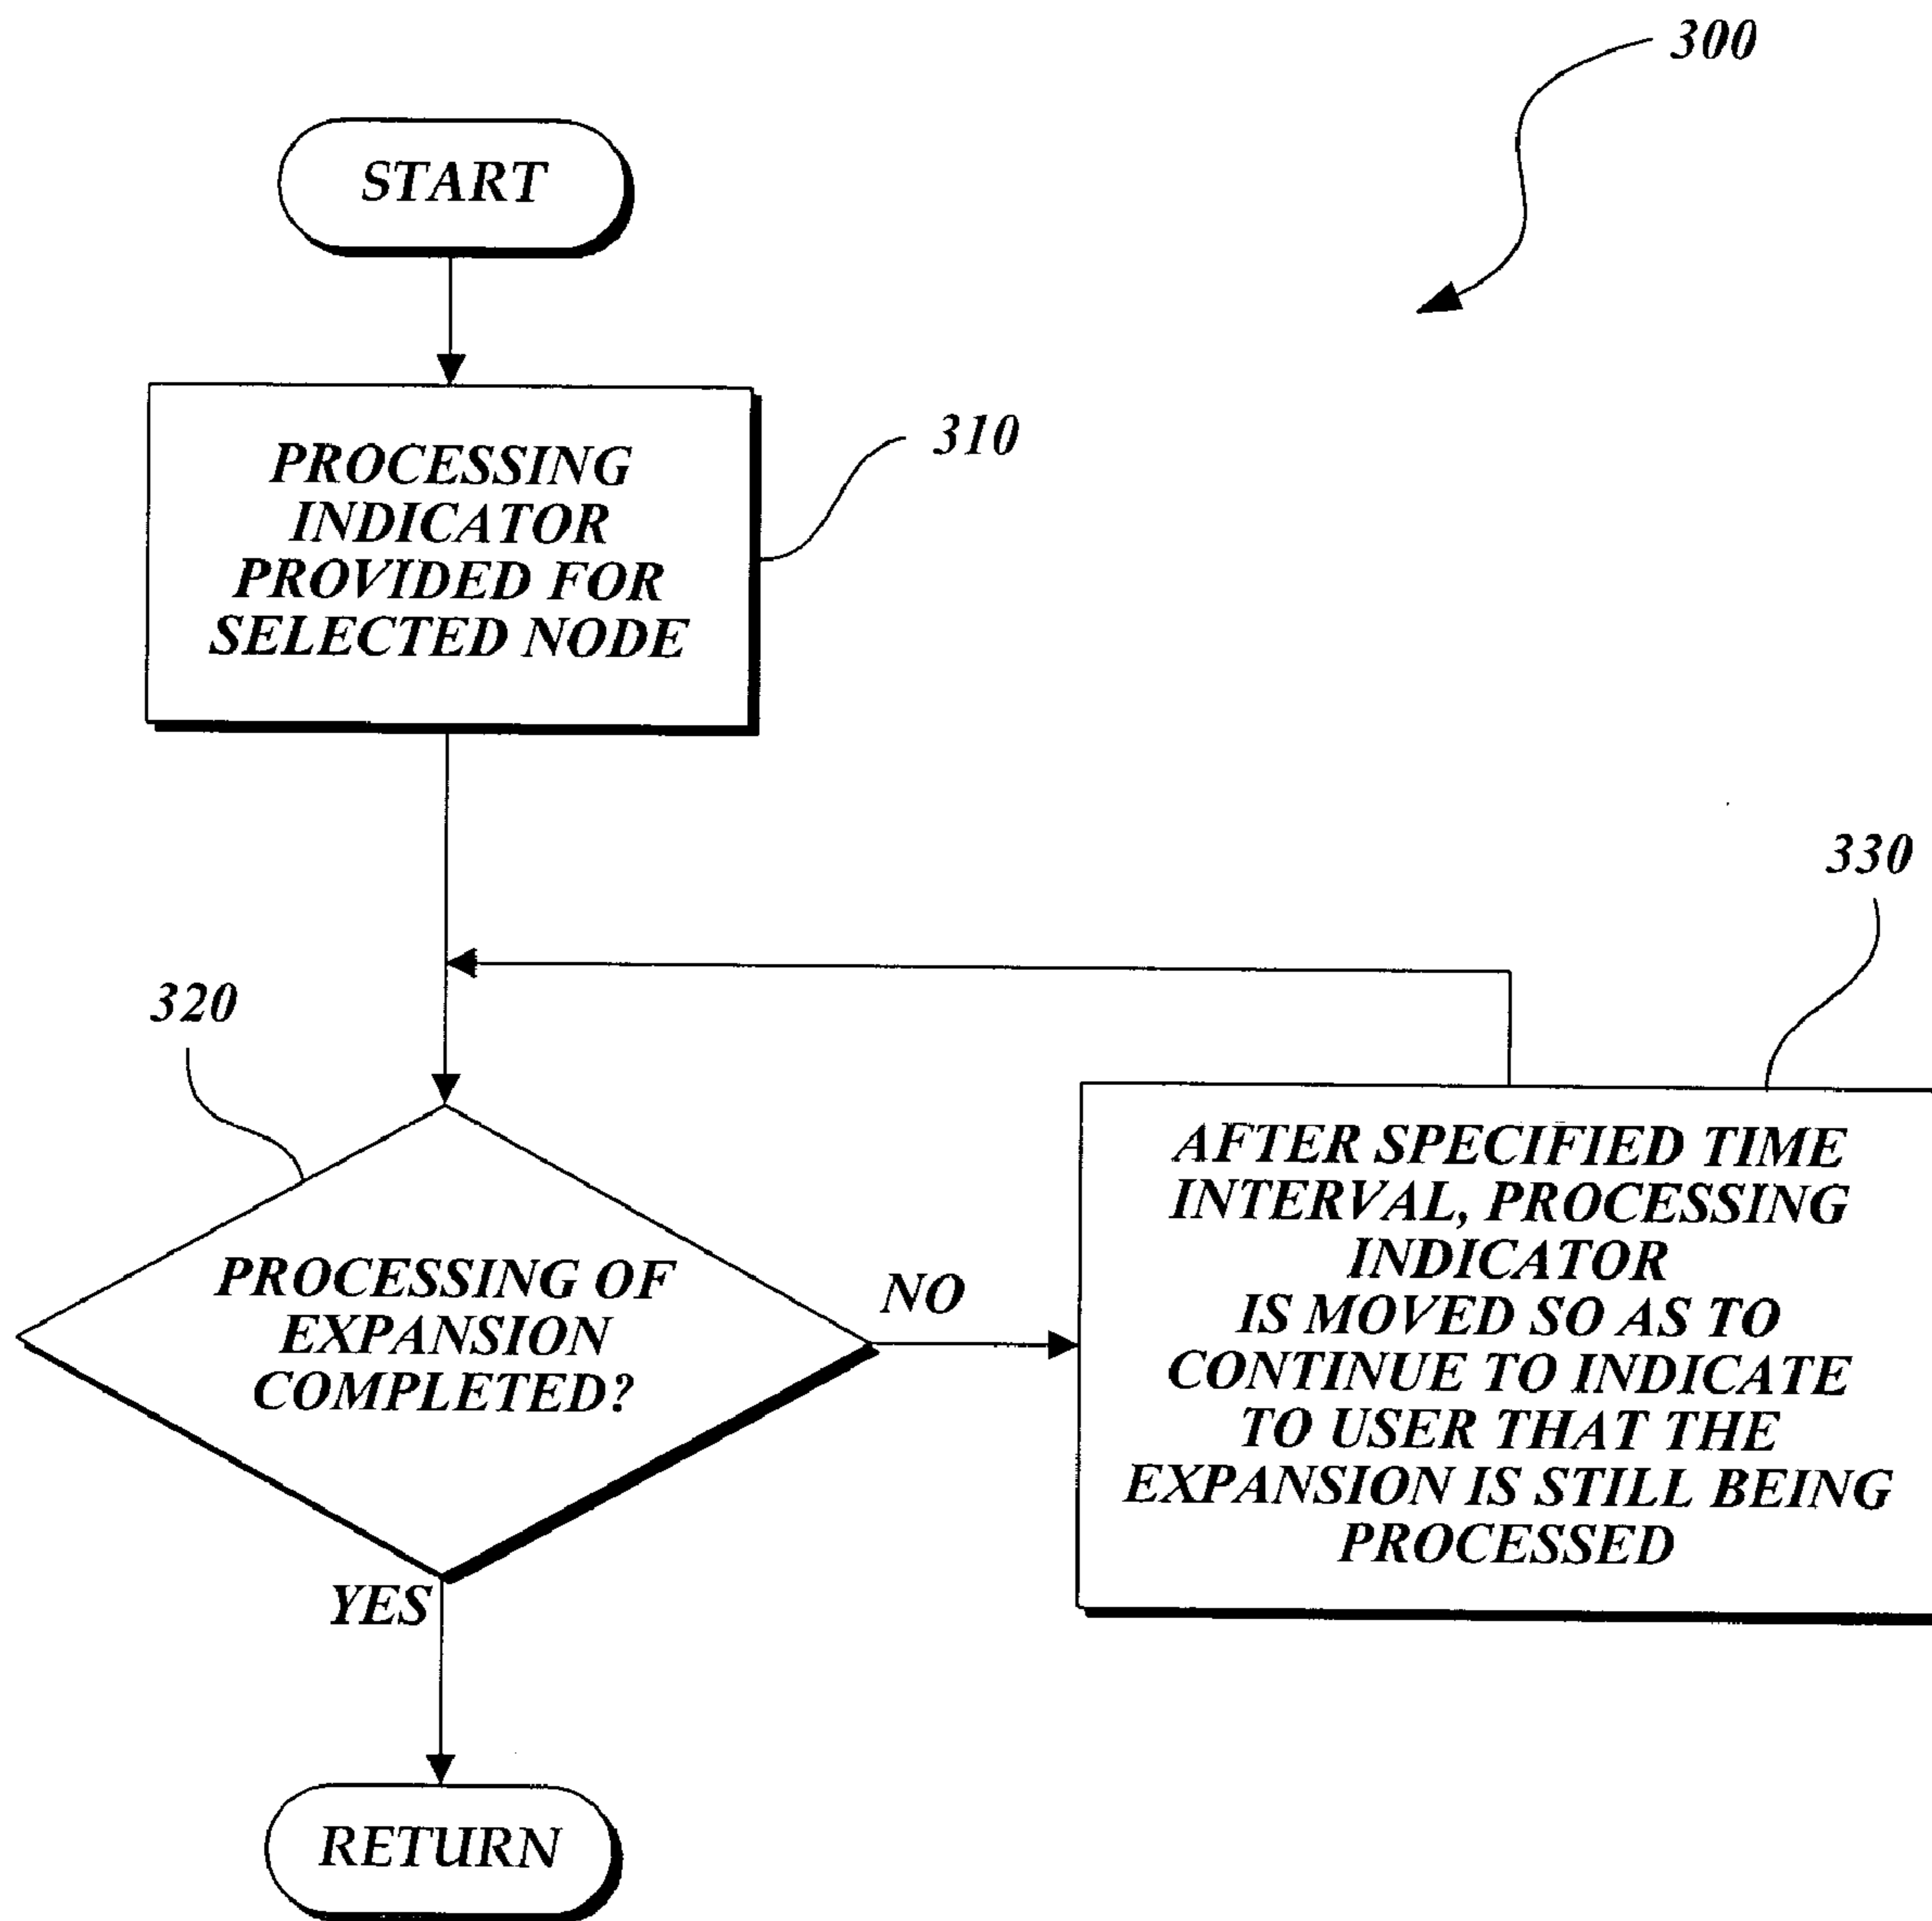 300
START
PROCESSING
INDICATOR
PROVIDED FOR
SELECTED NODE
310
330
320
PROCESSING OF
EXPANSION
COMPLETED?
NO
AFTER SPECIFIED TIME
INTERVAL, PROCESSING
INDICATOR
IS MOVED SO AS TO
CONTINUE TO INDICATE
TO USER THAT THE
EXPANSION IS STILL BEING
PROCESSED
YES
RETURN